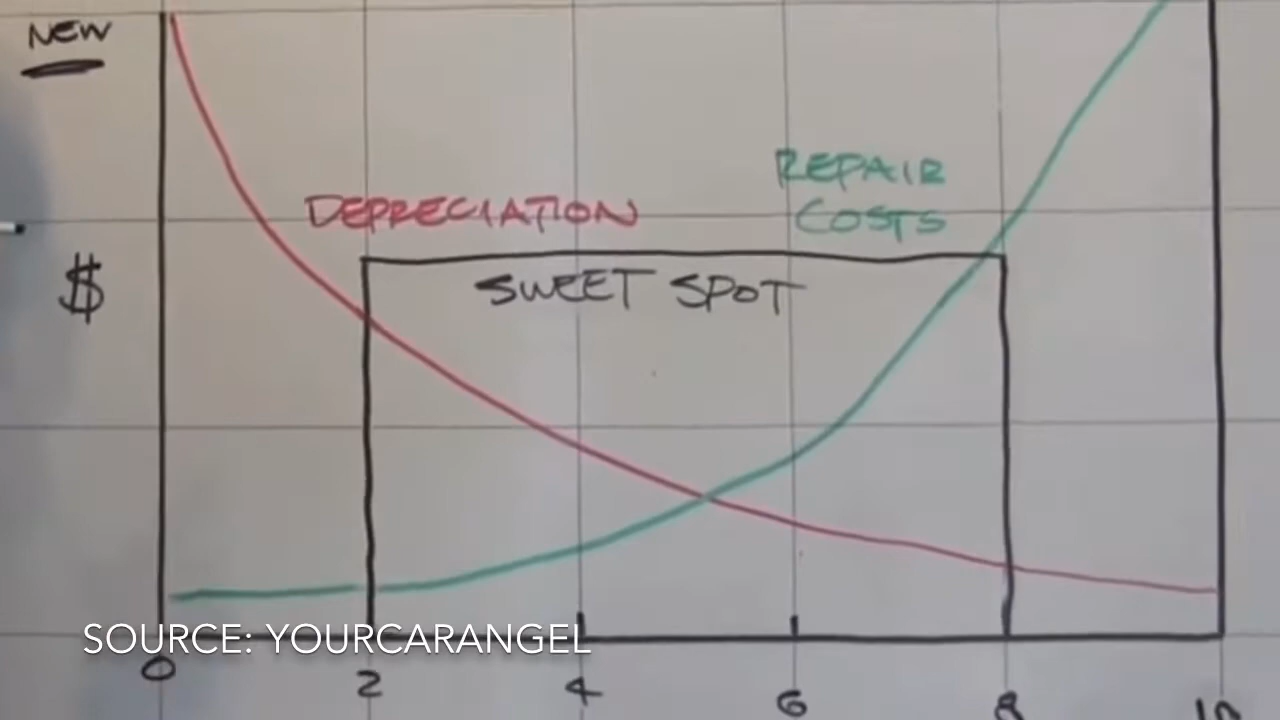 NEW
DEPRECIATION
REPAIR
COSTS
$
SWEET SPOT
SOURCE: YOURCARANGEL
0
2
4
6
8
10